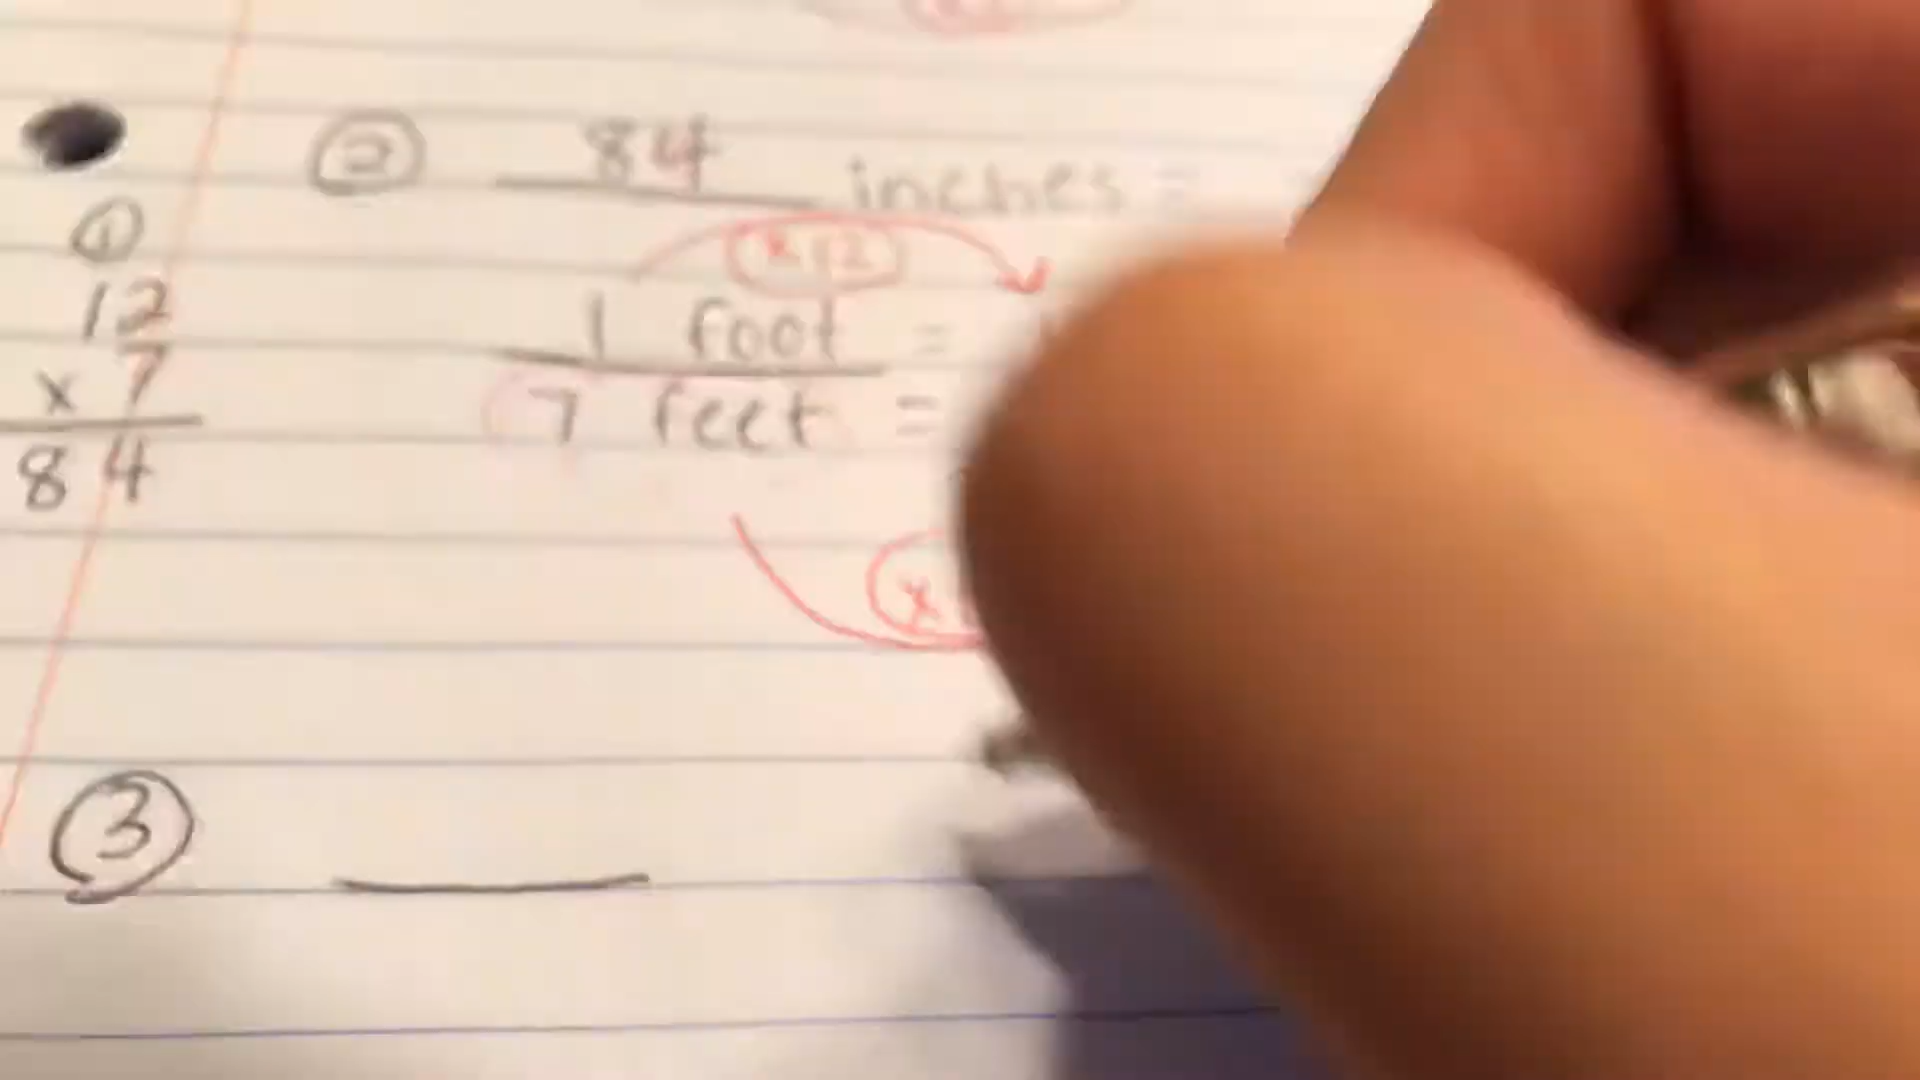 ② 84 inches =
①
x12
12
1 foot =
x 7
7 feet =
84
x
③